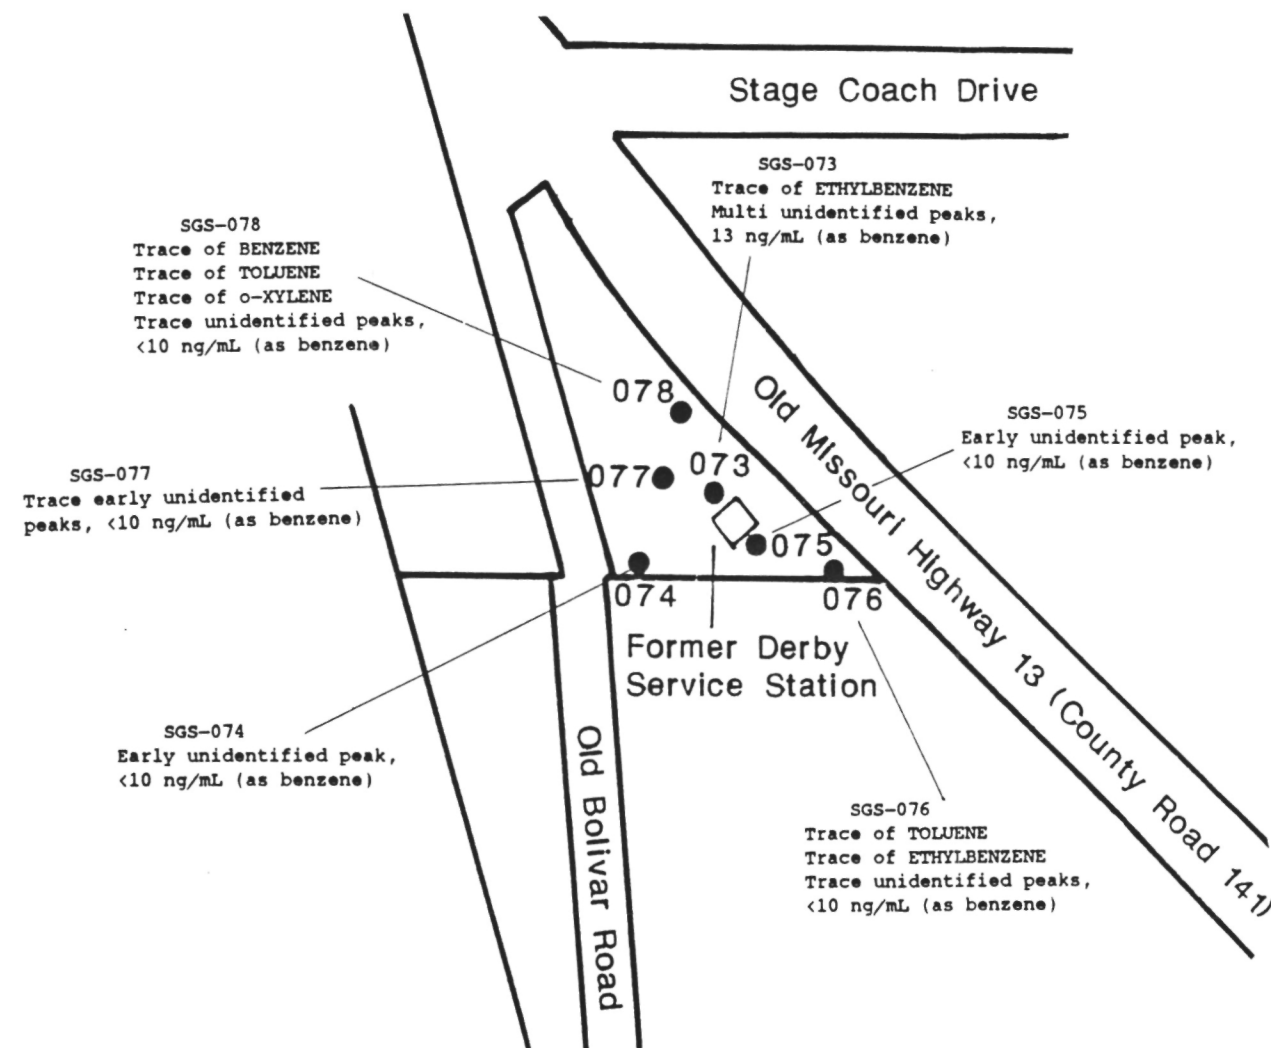 Stage Coach Drive
SGS-073
Trace of ETHYLBENZENE
Multi unidentified peaks,
13 ng/mL (as benzene)
SGS-078
Trace of BENZENE
Trace of TOLUENE
Trace of o-XYLENE
Trace unidentified peaks,
<10 ng/mL (as benzene)
078
Old Missouri Highway 13 (County Road 141)
SGS-075
Early unidentified peak,
<10 ng/mL (as benzene)
SGS-077
Trace early unidentified
peaks, <10 ng/mL (as benzene)
077
073
075
074
076
Former Derby
Service Station
SGS-074
Early unidentified peak,
<10 ng/mL (as benzene)
Old Bolivar Road
SGS-076
Trace of TOLUENE
Trace of ETHYLBENZENE
Trace unidentified peaks,
<10 ng/mL (as benzene)